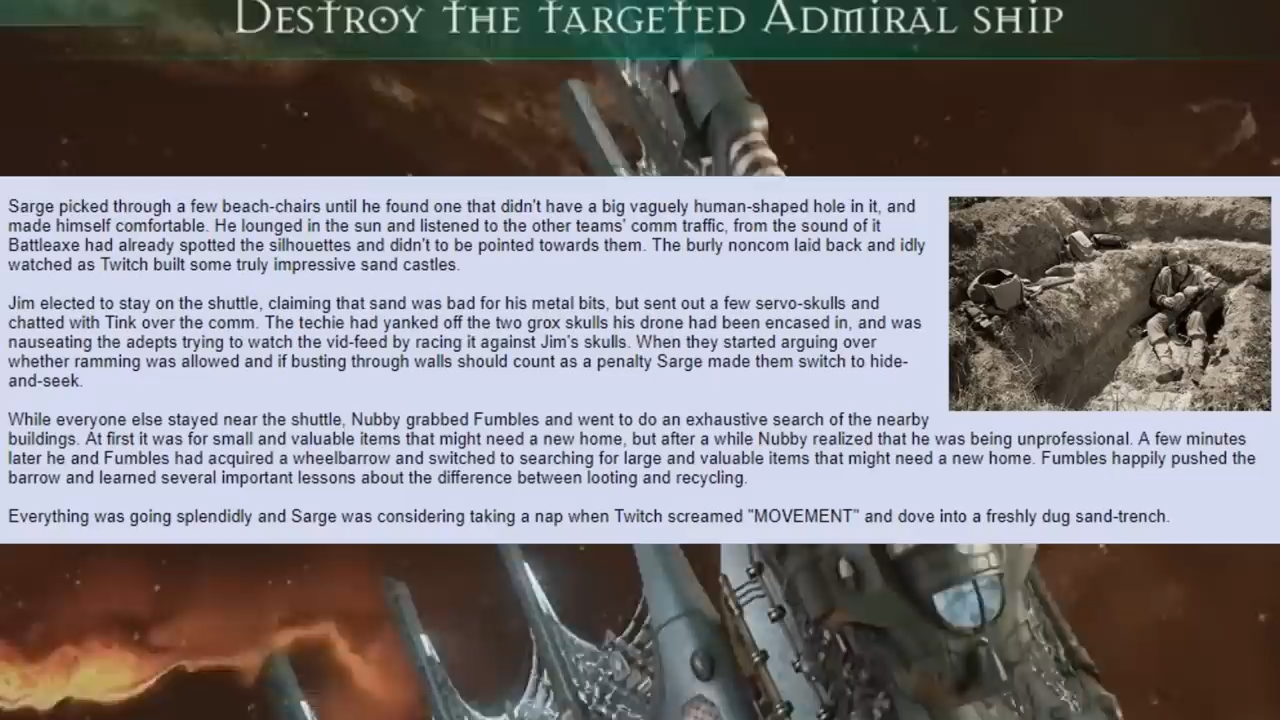 Destroy the targeted Admiral ship
Sarge picked through a few beach-chairs until he found one that didn't have a big vaguely human-shaped hole in it, and
made himself comfortable. He lounged in the sun and listened to the other teams' comm traffic, from the sound of it
Battleaxe had already spotted the silhouettes and didn't to be pointed towards them. The burly noncom laid back and idly
watched as Twitch built some truly impressive sand castles.
Jim elected to stay on the shuttle, claiming that sand was bad for his metal bits, but sent out a few servo-skulls and
chatted with Tink over the comm. The techie had yanked off the two grox skulls his drone had been encased in, and was
nauseating the adepts trying to watch the vid-feed by racing it against Jim's skulls. When they started arguing over
whether ramming was allowed and if busting through walls should count as a penalty Sarge made them switch to hide-
and-seek.
While everyone else stayed near the shuttle, Nubby grabbed Fumbles and went to do an exhaustive search of the nearby
buildings. At first it was for small and valuable items that might need a new home, but after a while Nubby realized that he was being unprofessional. A few minutes
later he and Fumbles had acquired a wheelbarrow and switched to searching for large and valuable items that might need a new home. Fumbles happily pushed the
barrow and learned several important lessons about the difference between looting and recycling.
Everything was going splendidly and Sarge was considering taking a nap when Twitch screamed "MOVEMENT" and dove into a freshly dug sand-trench.